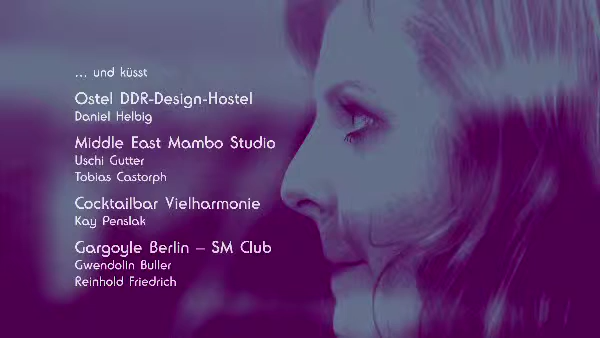 ... und küsst
Ostel DDR-Design-Hostel
Daniel Helbig
Middle East Mambo Studio
Uschi Gutter
Tobias Castorph
Cocktailbar Vielharmonie
Kay Penslak
Gargoyle Berlin – SM Club
Gwendolin Buller
Reinhold Friedrich